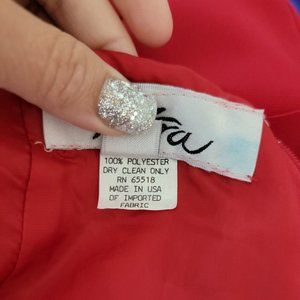 100% POLYESTER
DRY CLEAN ONLY
RN 65518
MADE IN USA
OF IMPORTED
FABRIC